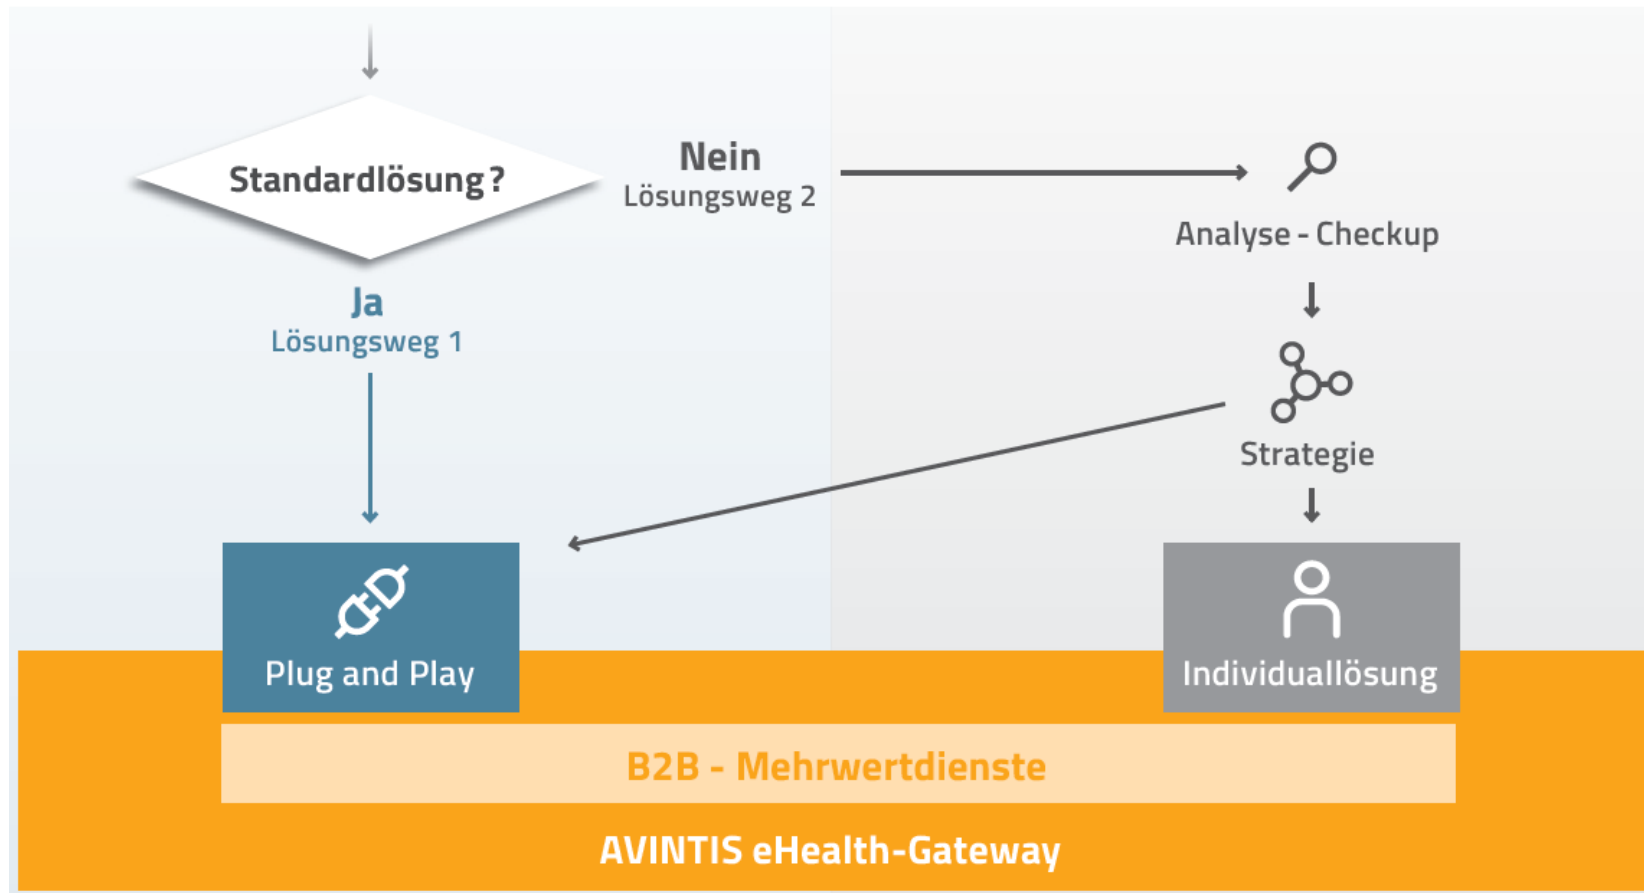 Standardlösung?
Nein
Lösungsweg 2
Analyse - Checkup
Ja
Lösungsweg 1
Strategie
Plug and Play
Individuallösung
B2B - Mehrwertdienste
AVINTIS eHealth-Gateway